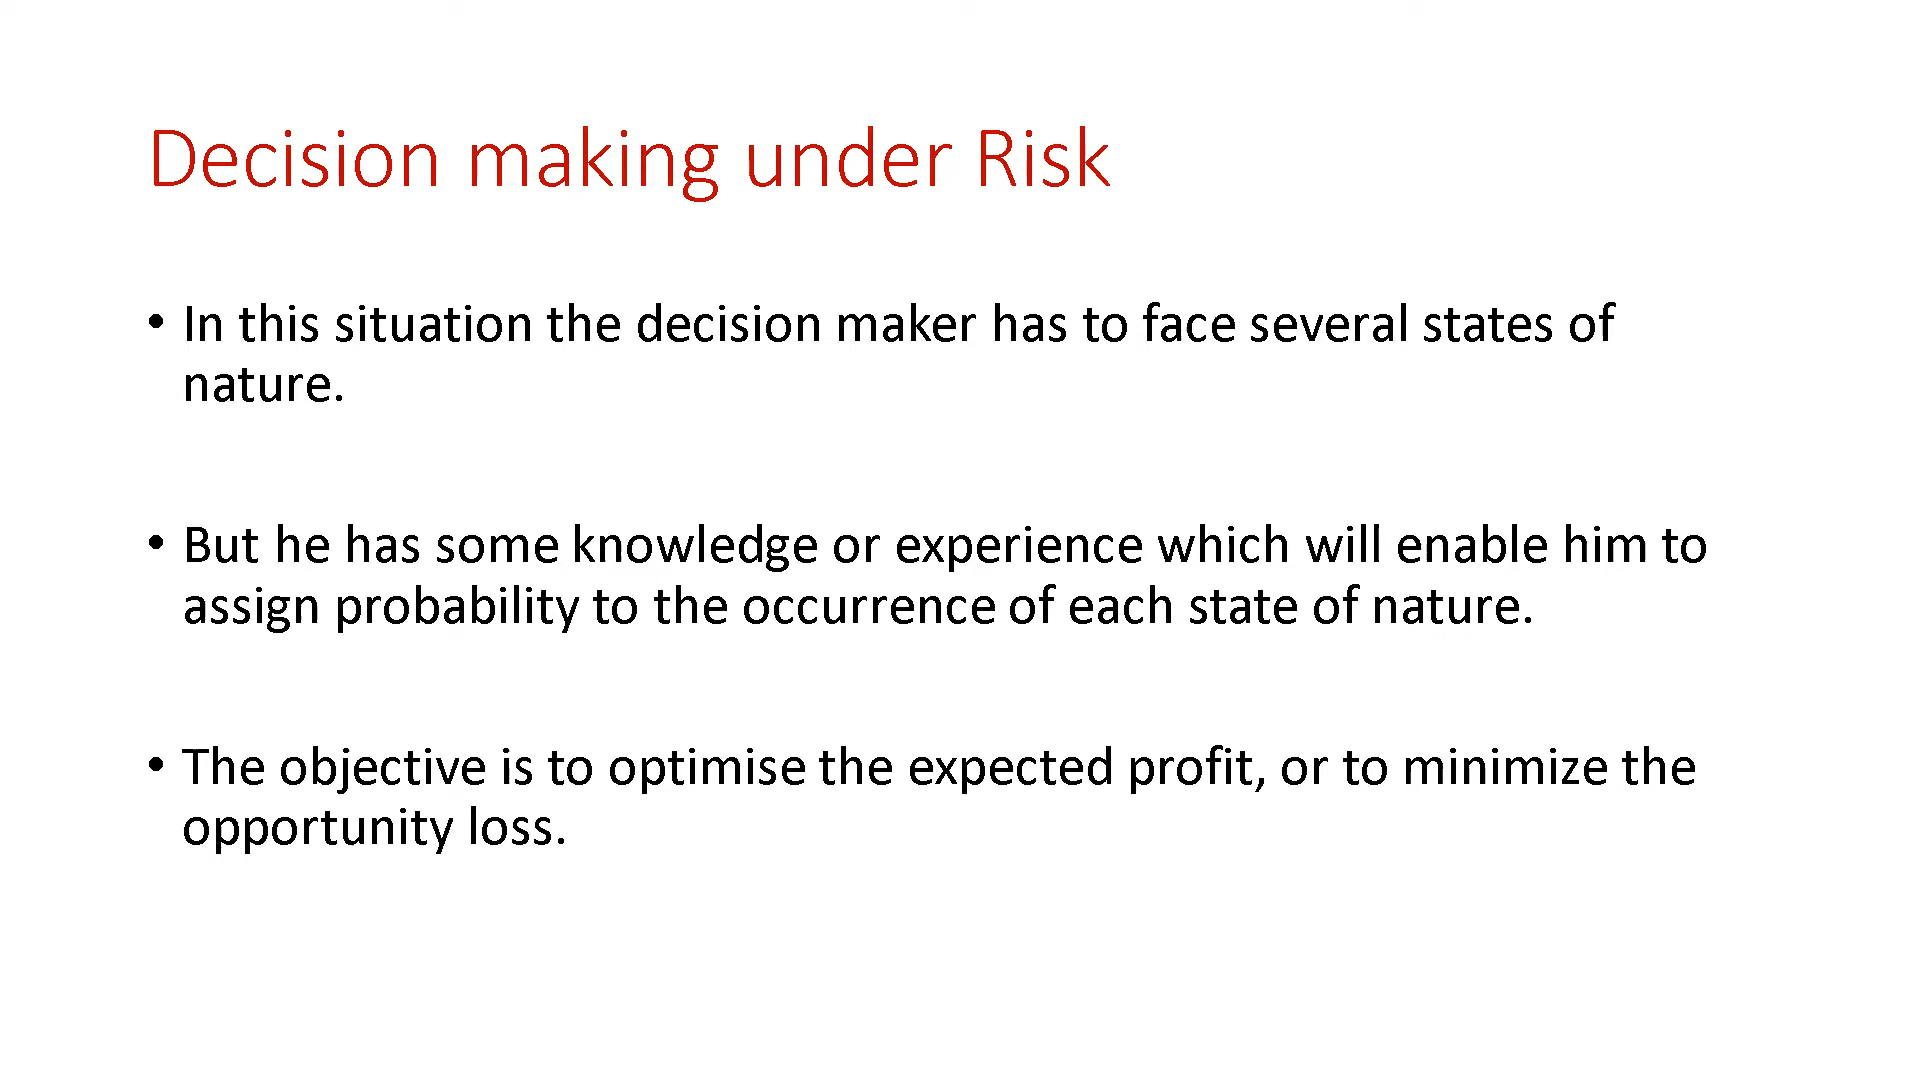 Decision making under Risk
• In this situation the decision maker has to face several states of
nature.
• But he has some knowledge or experience which will enable him to
assign probability to the occurrence of each state of nature.
• The objective is to optimise the expected profit, or to minimize the
opportunity loss.